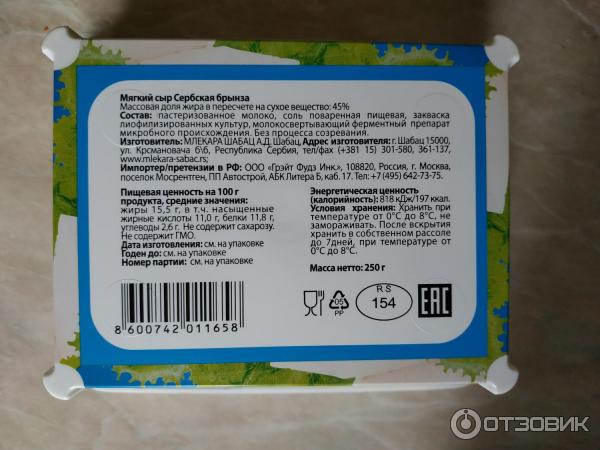 Мягкий сыр Сербская брынза
Массовая доля жира в пересчете на сухое вещество: 45%
Состав: пастеризованное молоко, соль поваренная пищевая, закваска
лиофилизированных культур, молокосвертывающий ферментный препарат
микробного происхождения. Без процесса созревания.
Изготовитель: МЛЕКАРА ШАБАЦ А.Д. Шабац, Адрес изготовителя: г. Шабац 15000,
ул. Крсмановача б\б, Республика Сербия, тел/фах (+381 15) 301-580, 361-137,
www.mlekara-sabac.rs;
Импортер/претензии в РФ: ООО «Грэйт Фудз Инк.», 108820, Россия, г. Москва,
поселок Мосрентген, ПП Автострой, АБК Литера Б, каб. 17. Тел: +7 (495) 642-73-75.
Пищевая ценность на 100 г
продукта, средние значения:
жиры 15,5 г, в т.ч. насыщенные
жирные кислоты 11,0 г, белки 11,8 г,
углеводы 2,6 г. Не содержит сахарозу.
Не содержит ГМО.
Дата изготовления: см. на упаковке
Годен до: см. на упаковке
Номер партии: см. на упаковке
Энергетическая ценность
(калорийность): 818 кДж/197 ккал.
Условия хранения: Хранить при
температуре от 0°C до 8°C, не
замораживать. После вскрытия
хранить в собственном рассоле
до 7дней, при температуре от
0°C до 8°C.
Масса нетто: 250 г
8 600742 011658
05
PP
RS
154
EAC
ОТЗОВИК